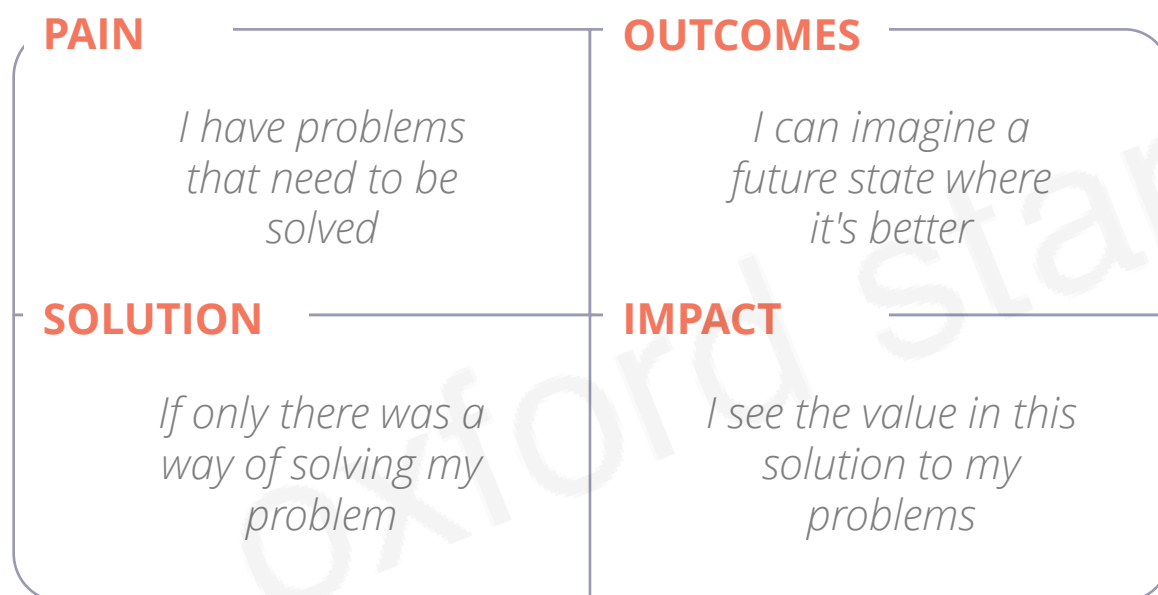 PAIN
I have problems
that need to be
solved
OUTCOMES
I can imagine a
future state where
it's better
SOLUTION
If only there was a
way of solving my
problem
IMPACT
I see the value in this
solution to my
problems
oxford star